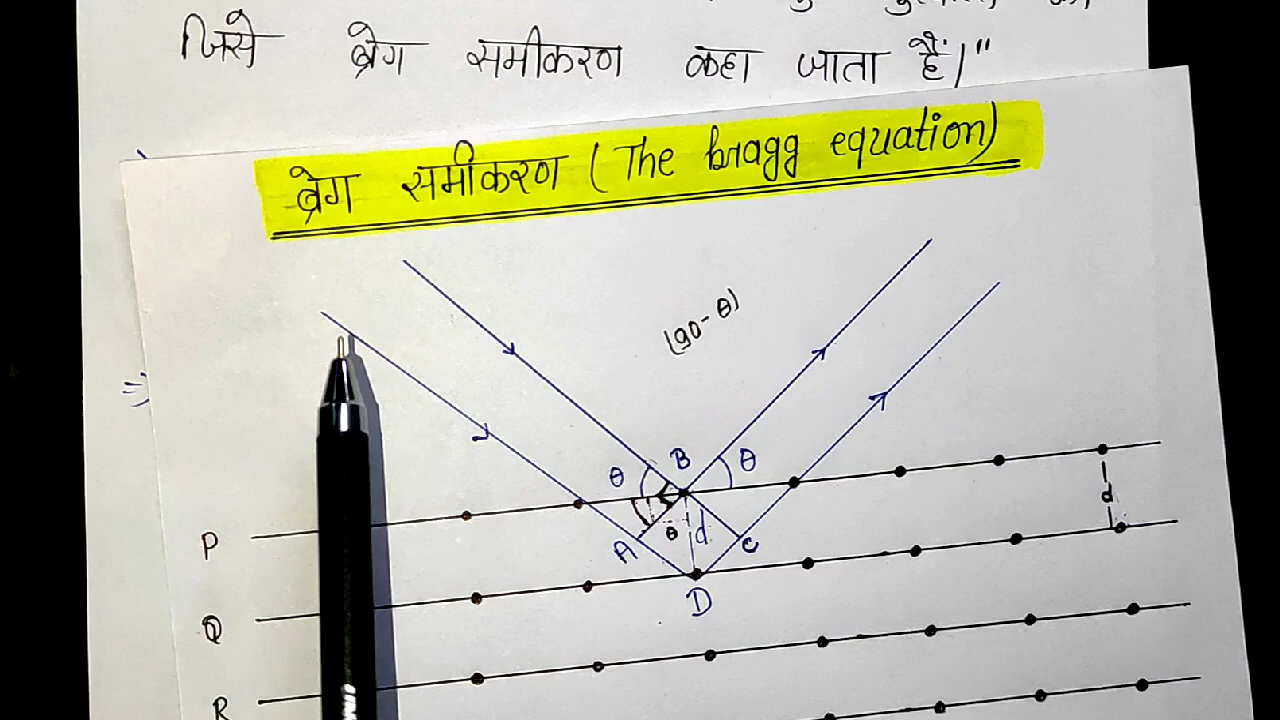 जिसे ब्रेग समीकरण कहा जाता हैं।"
ब्रेग समीकरण (The bragg equation)
(90-θ)
θ B θ
d
P
θ d
A C
D
Q
R